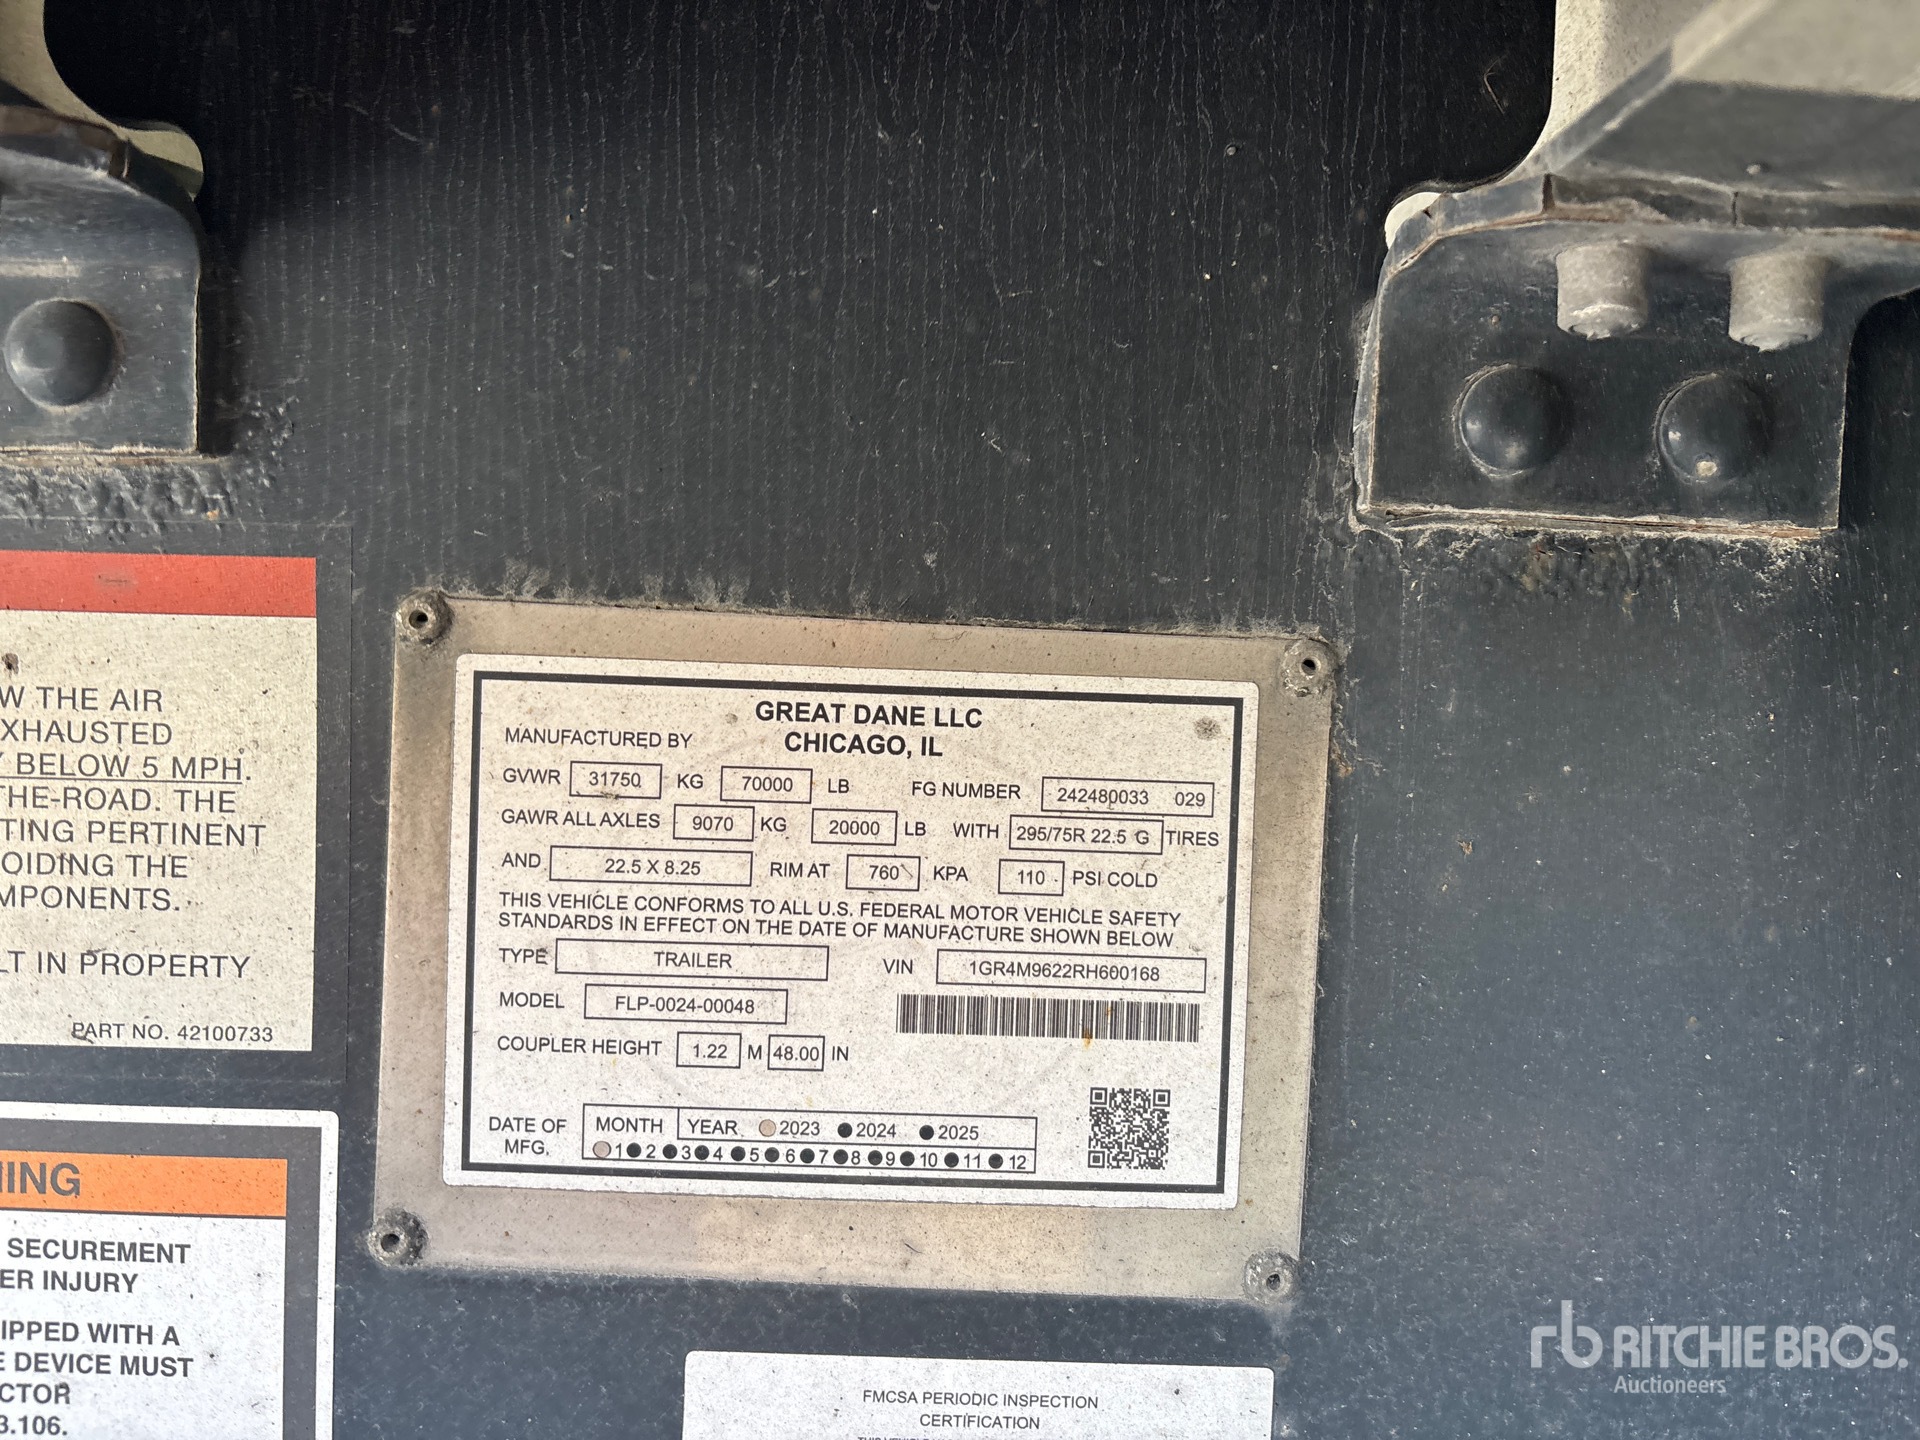 W THE AIR
XHAUSTED
Y BELOW 5 MPH.
THE-ROAD. THE
TING PERTINENT
OIDING THE
MPONENTS.
LT IN PROPERTY
PART NO. 42100733
NING
SECUREMENT
ER INJURY
IPPED WITH A
E DEVICE MUST
CTOR
3.106.
MANUFACTURED BY GREAT DANE LLC
CHICAGO, IL
GVWR 31750 KG 70000 LB FG NUMBER 242480033 029
GAWR ALL AXLES 9070 KG 20000 LB WITH 295/75R 22.5 G TIRES
AND 22.5 X 8.25 RIM AT 760 KPA 110 PSI COLD
THIS VEHICLE CONFORMS TO ALL U.S. FEDERAL MOTOR VEHICLE SAFETY
STANDARDS IN EFFECT ON THE DATE OF MANUFACTURE SHOWN BELOW
TYPE TRAILER VIN 1GR4M9622RH600168
MODEL FLP-0024-00048
COUPLER HEIGHT 1.22 M 48.00 IN
DATE OF MFG. MONTH YEAR 2023 2024 2025
1 2 3 4 5 6 7 8 9 10 11 12
FMCSA PERIODIC INSPECTION
CERTIFICATION
rb RITCHIE BROS.
Auctioneers